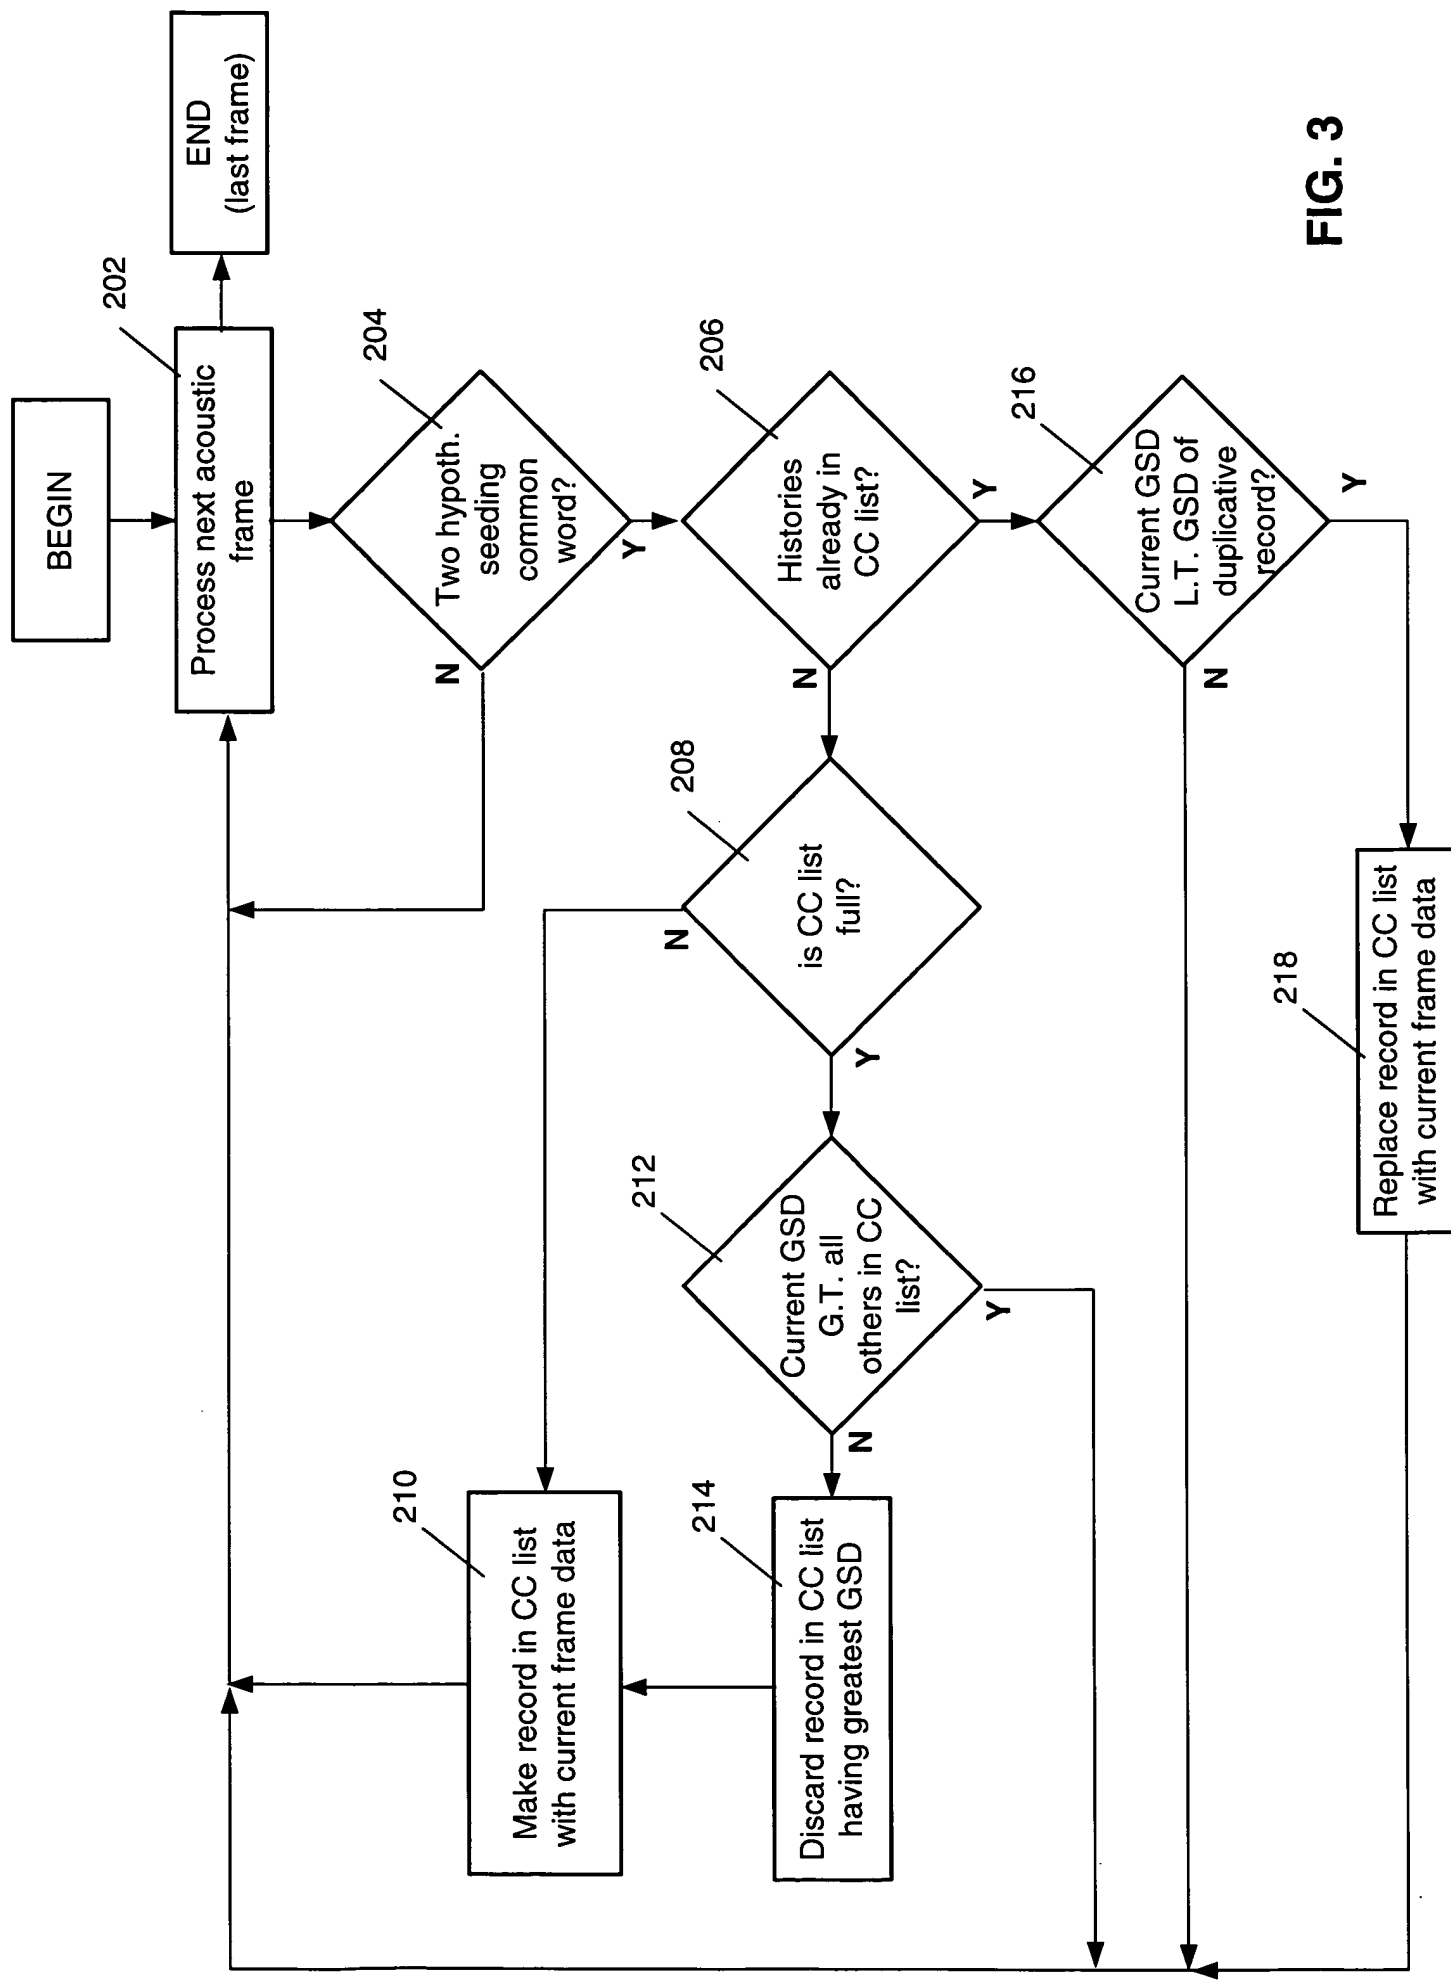 BEGIN
202
Process next acoustic
frame
END
(last frame)
204
Two hypoth.
seeding
common
word?
N
Y
206
Histories
already in
CC list?
N
Y
216
Current GSD
L.T. GSD of
duplicative
record?
N
Y
208
is CC list
full?
N
Y
212
Current GSD
G.T. all
others in CC
list?
N
Y
210
Make record in CC list
with current frame data
214
Discard record in CC list
having greatest GSD
218
Replace record in CC list
with current frame data
FIG. 3